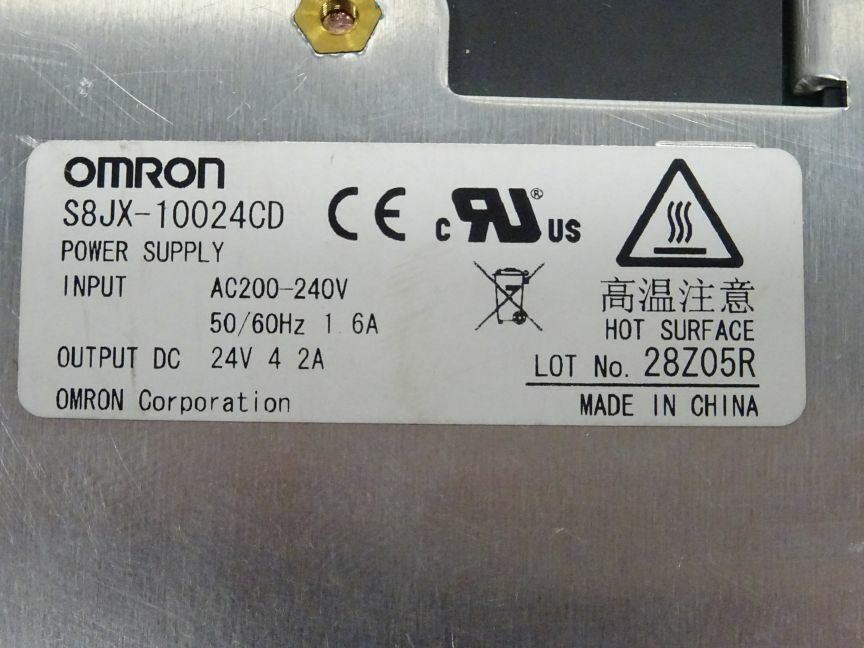 OMRON
S8JX-10024CD
POWER SUPPLY
INPUT AC200-240V
50/60Hz 1 6A
OUTPUT DC 24V 4 2A
OMRON Corporation
CE
c RU ® US
高温注意
HOT SURFACE
LOT No. 28Z05R
MADE IN CHINA